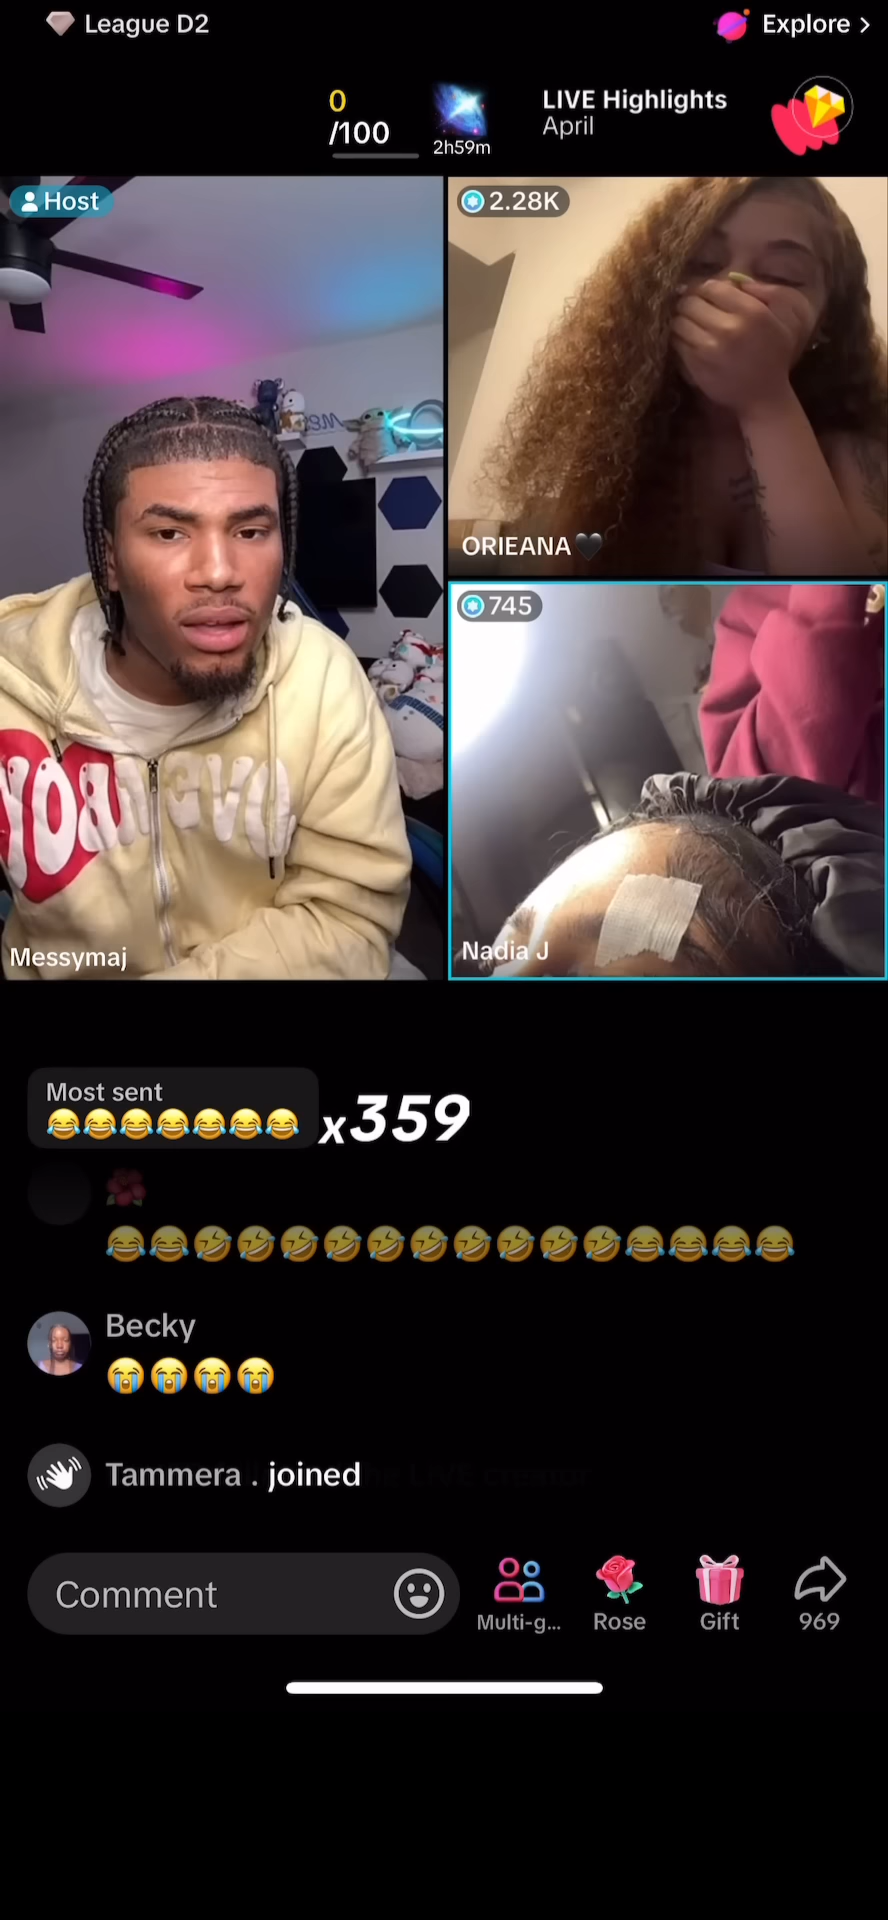 League D2
Explore >
0
/100
2h59m
LIVE Highlights
April
Host
2.28K
ORIEANA🖤
745
Nadia J
Messymaj
Most sent
😂😂😂😂😂😂😂 x359
🌺
😂😂🤣🤣🤣🤣🤣🤣🤣🤣🤣🤣😂😂😂😂
Becky
😭😭😭😭
Tammera . joined
Comment
Multi-g...
Rose
Gift
969